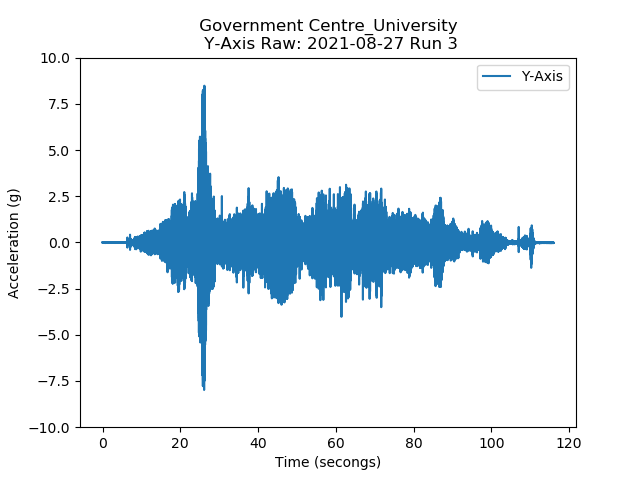 Government Centre_University
Y-Axis Raw: 2021-08-27 Run 3
Y-Axis
10.0
7.5
5.0
2.5
0.0
−2.5
−5.0
−7.5
−10.0
Acceleration (g)
0 20 40 60 80 100 120
Time (secongs)